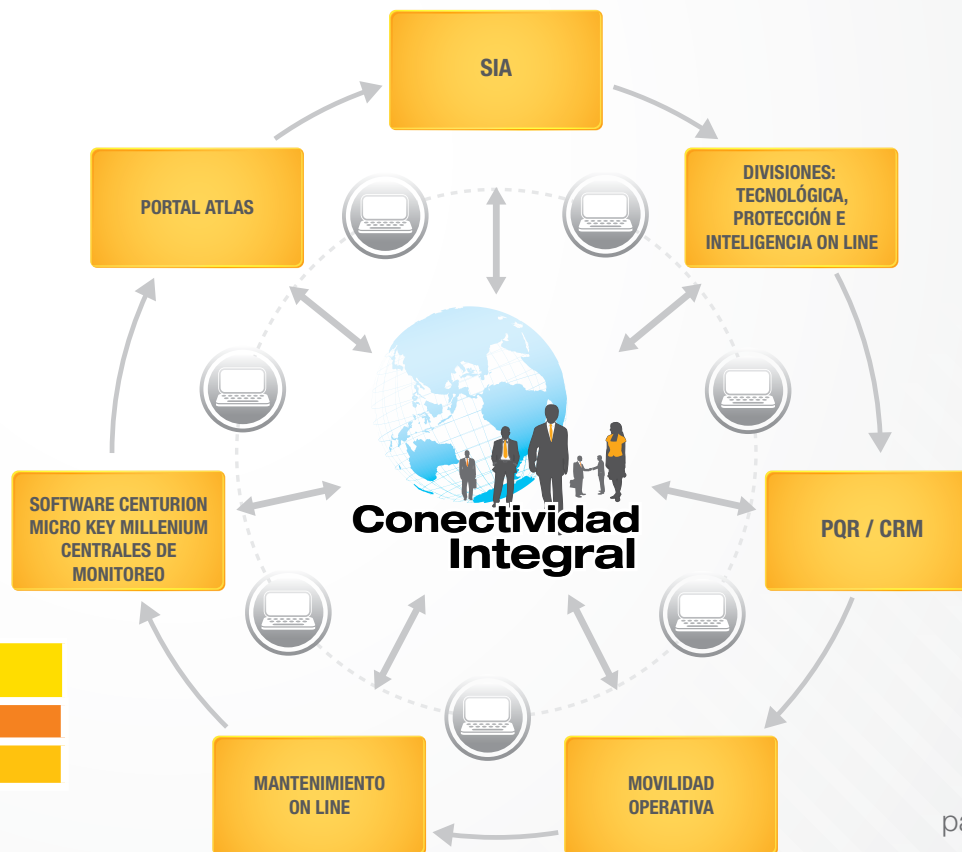 SIA
DIVISIONES:
TECNOLÓGICA,
PROTECCIÓN E
INTELIGENCIA ON LINE
PORTAL ATLAS
SOFTWARE CENTURION
MICRO KEY MILLENIUM
CENTRALES DE
MONITOREO
Conectividad
Integral
PQR / CRM
MANTENIMIENTO
ON LINE
MOVILIDAD
OPERATIVA
pa